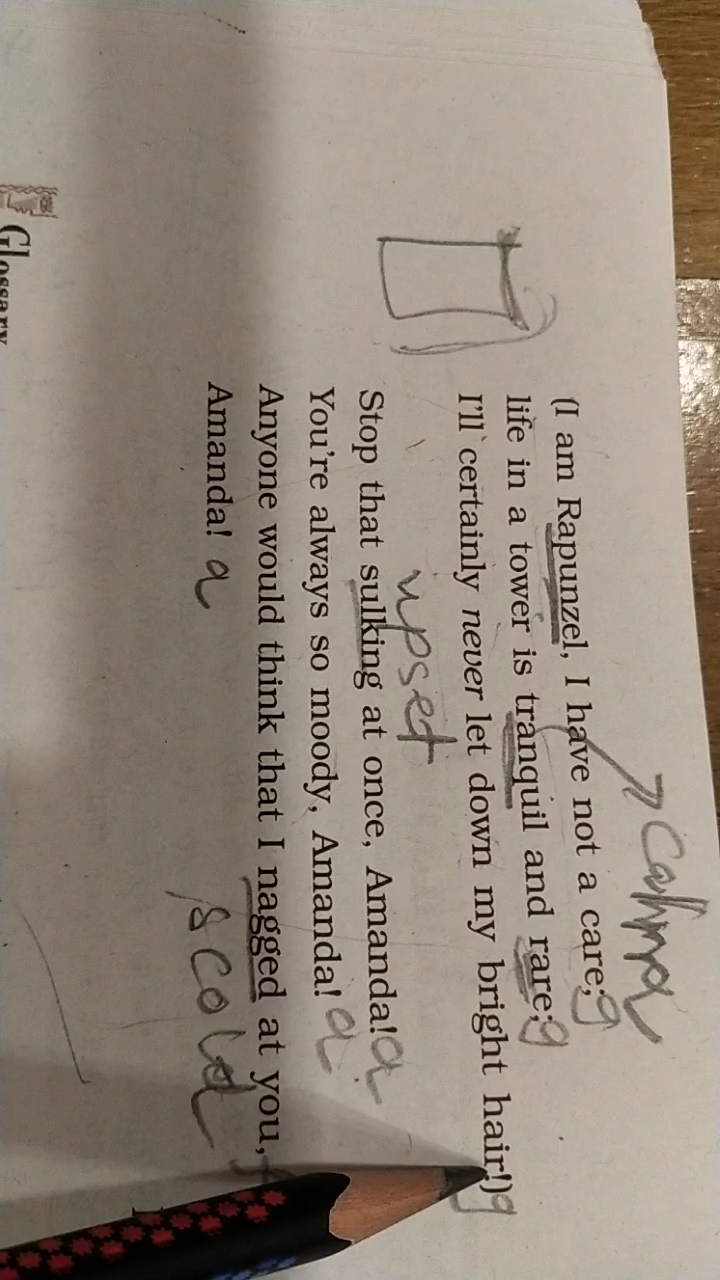 calm
(I am Rapunzel, I have not a care; g
life in a tower is tranquil and rare; g
I'll certainly never let down my bright hair!) g
upset
Stop that sulking at once, Amanda! a
You're always so moody, Amanda! a
Anyone would think that I nagged at you,
scold
Amanda! a
Glossary